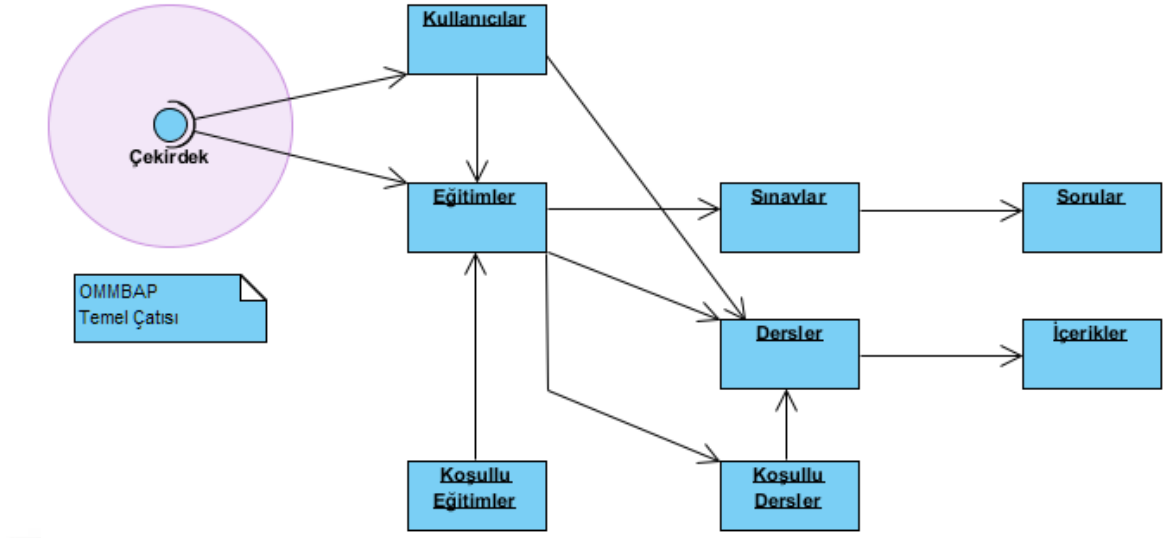 Kullanıcılar
Çekirdek
Eğitimler
Sınavlar
Sorular
OMMBAP
Temel Çatısı
Dersler
İçerikler
Koşullu
Eğitimler
Koşullu
Dersler